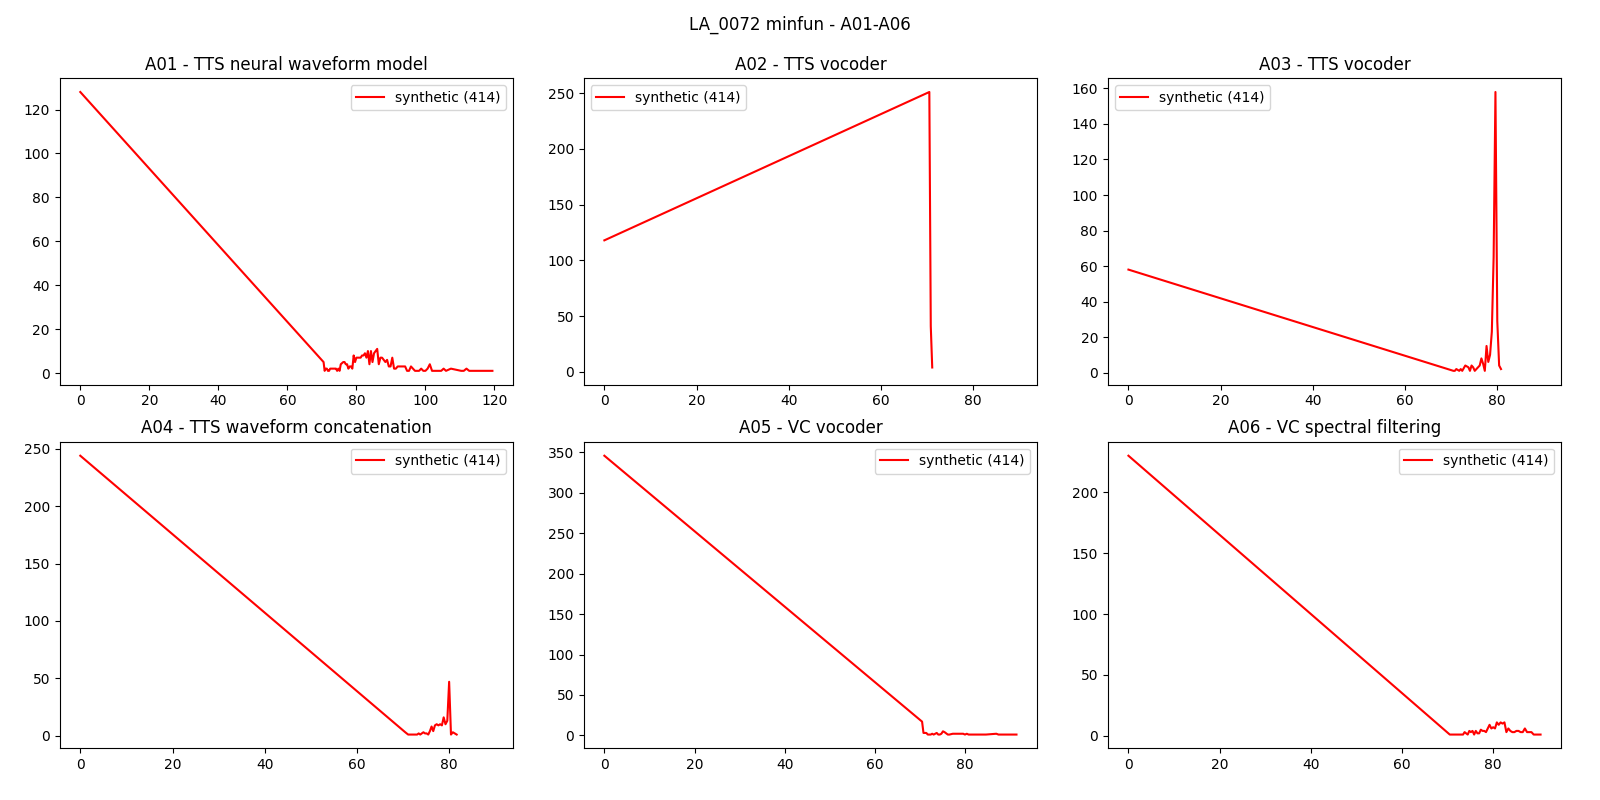 LA_0072 minfun - A01-A06
A01 - TTS neural waveform model
synthetic (414)
120
100
80
60
40
20
0
0 20 40 60 80 100 120
A02 - TTS vocoder
synthetic (414)
250
200
150
100
50
0
0 20 40 60 80
A03 - TTS vocoder
synthetic (414)
160
140
120
100
80
60
40
20
0
0 20 40 60 80
A04 - TTS waveform concatenation
synthetic (414)
250
200
150
100
50
0
0 20 40 60 80
A05 - VC vocoder
synthetic (414)
350
300
250
200
150
100
50
0
0 20 40 60 80
A06 - VC spectral filtering
synthetic (414)
200
150
100
50
0
0 20 40 60 80